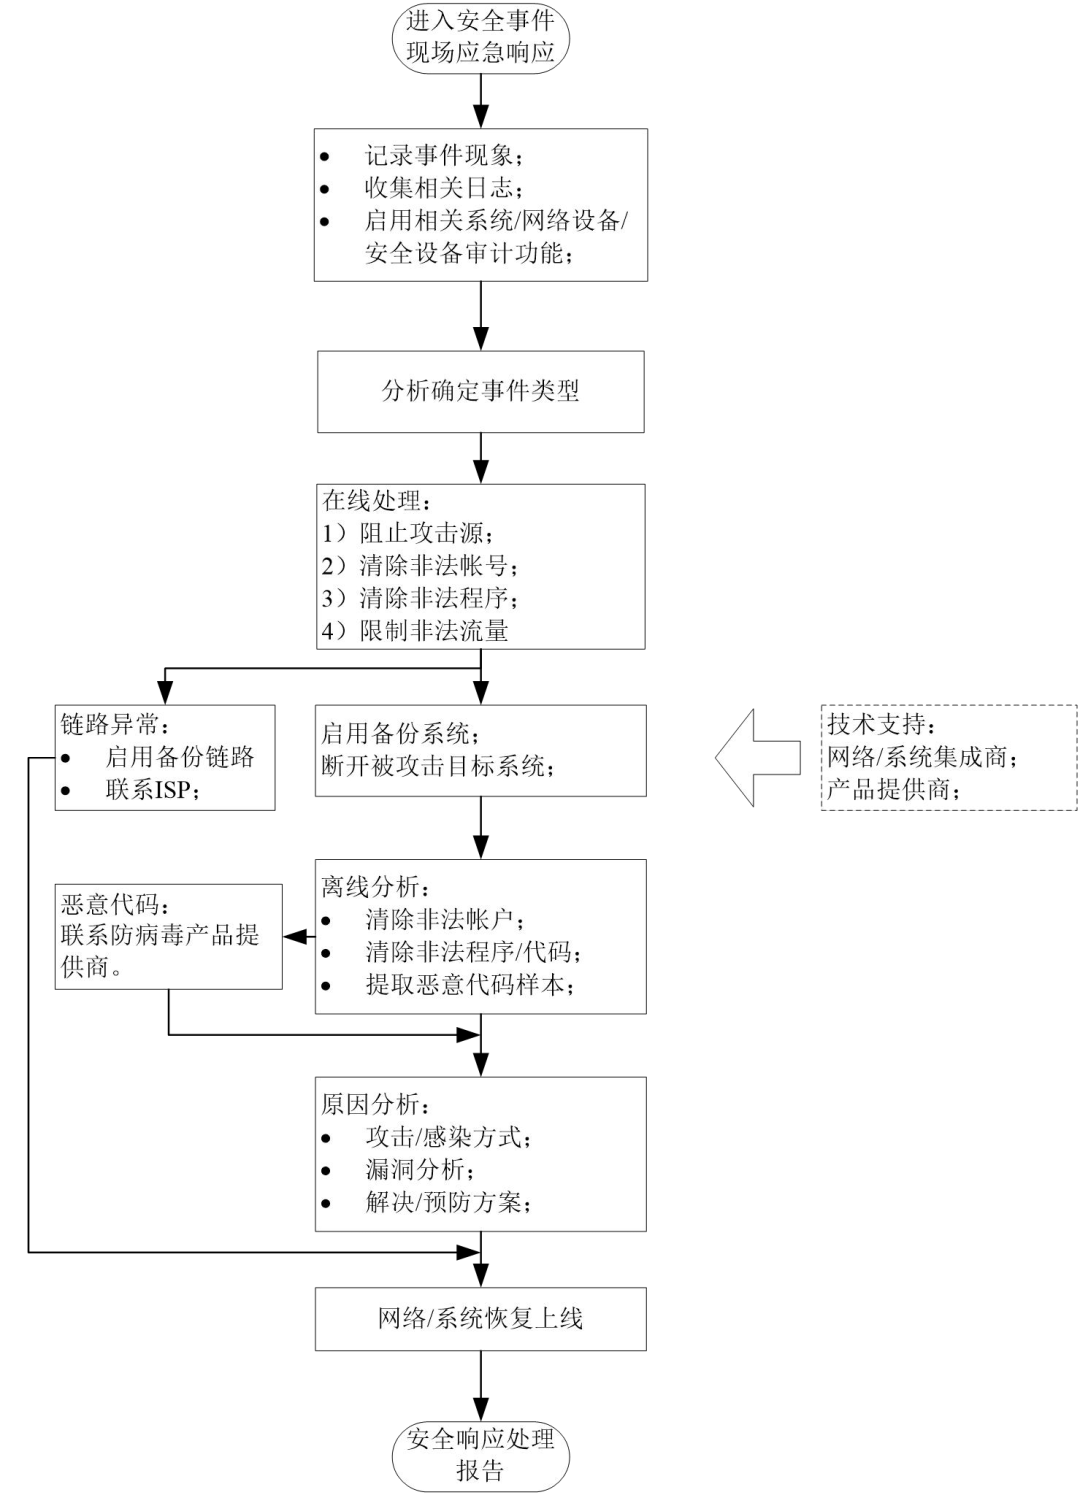 进入安全事件
现场应急响应
● 记录事件现象；
● 收集相关日志；
● 启用相关系统/网络设备/
安全设备审计功能；
分析确定事件类型
在线处理：
1）阻止攻击源；
2）清除非法帐号；
3）清除非法程序；
4）限制非法流量
链路异常：
● 启用备份链路
● 联系ISP；
启用备份系统；
断开被攻击目标系统；
技术支持：
网络/系统集成商；
产品提供商；
离线分析：
● 清除非法帐户；
● 清除非法程序/代码；
● 提取恶意代码样本；
恶意代码：
联系防病毒产品提
供商。
原因分析：
● 攻击/感染方式；
● 漏洞分析；
● 解决/预防方案；
网络/系统恢复上线
安全响应处理
报告